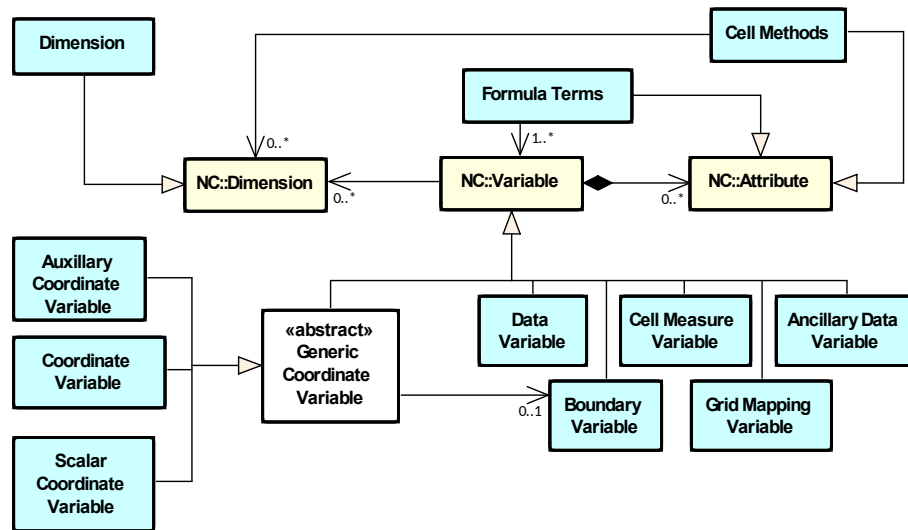 Dimension
Cell Methods
Formula Terms
0..*
1..*
NC::Dimension
NC::Variable
NC::Attribute
0..*
0..*
Auxillary
Coordinate
Variable
Coordinate
Variable
Scalar
Coordinate
Variable
«abstract»
Generic
Coordinate
Variable
Data
Variable
Cell Measure
Variable
Ancillary Data
Variable
0..1
Boundary
Variable
Grid Mapping
Variable